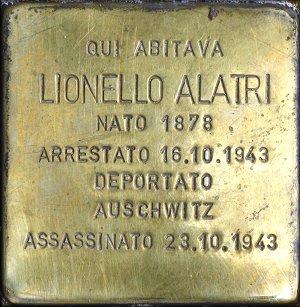 QUI ABITAVA
LIONELLO ALATRI
NATO 1878
ARRESTATO 16.10.1943
DEPORTATO
AUSCHWITZ
ASSASSINATO 23.10.1943